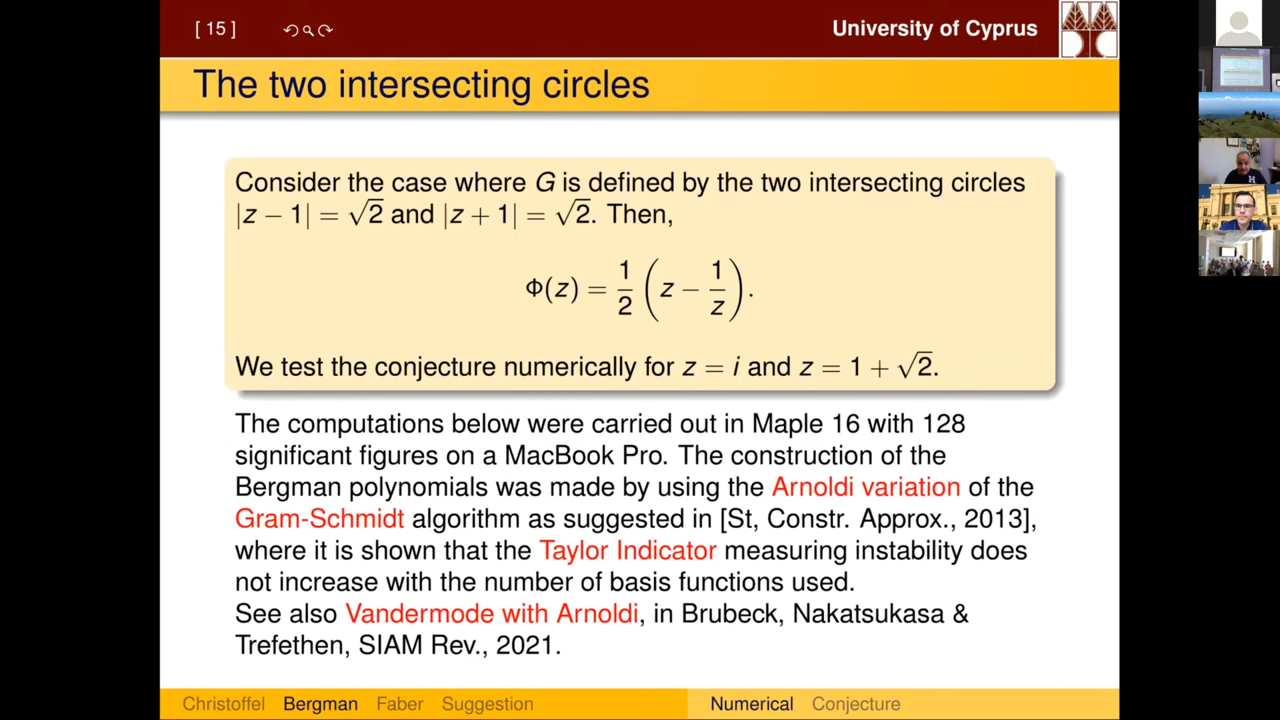 [ 15 ]
University of Cyprus
The two intersecting circles
Consider the case where G is defined by the two intersecting circles
|z − 1| = √2 and |z + 1| = √2. Then,
Φ(z) = 1/2 (z − 1/z).
We test the conjecture numerically for z = i and z = 1 + √2.
The computations below were carried out in Maple 16 with 128
significant figures on a MacBook Pro. The construction of the
Bergman polynomials was made by using the Arnoldi variation of the
Gram-Schmidt algorithm as suggested in [St, Constr. Approx., 2013],
where it is shown that the Taylor Indicator measuring instability does
not increase with the number of basis functions used.
See also Vandermode with Arnoldi, in Brubeck, Nakatsukasa &
Trefethen, SIAM Rev., 2021.
Christoffel Bergman Faber Suggestion Numerical Conjecture